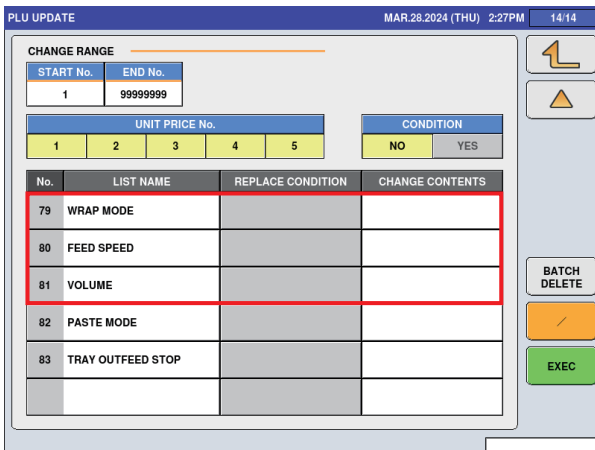 PLU UPDATE MAR.28.2024 (THU) 2:27PM 14/14
CHANGE RANGE
START No. END No.
1 99999999
UNIT PRICE No. CONDITION
1 2 3 4 5 NO YES
No. LIST NAME REPLACE CONDITION CHANGE CONTENTS
79 WRAP MODE
80 FEED SPEED
81 VOLUME
82 PASTE MODE
83 TRAY OUTFEED STOP
BATCH
DELETE
/
EXEC